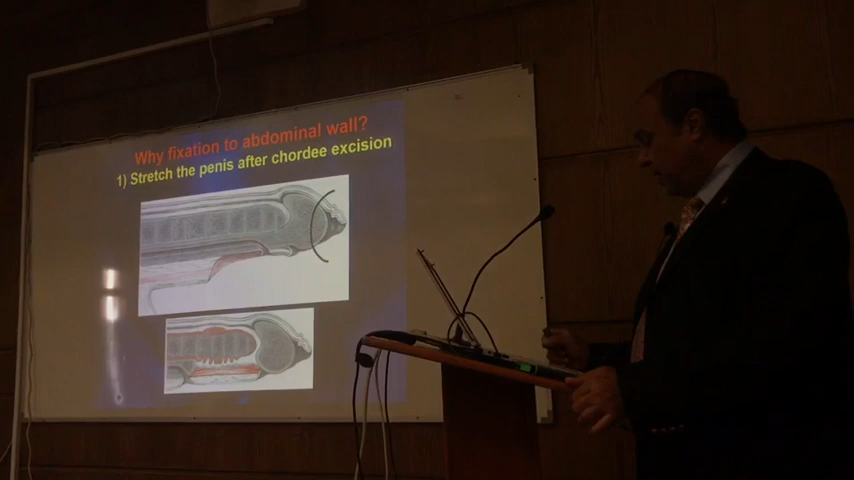 Why fixation to abdominal wall?
1) Stretch the penis after chordee excision